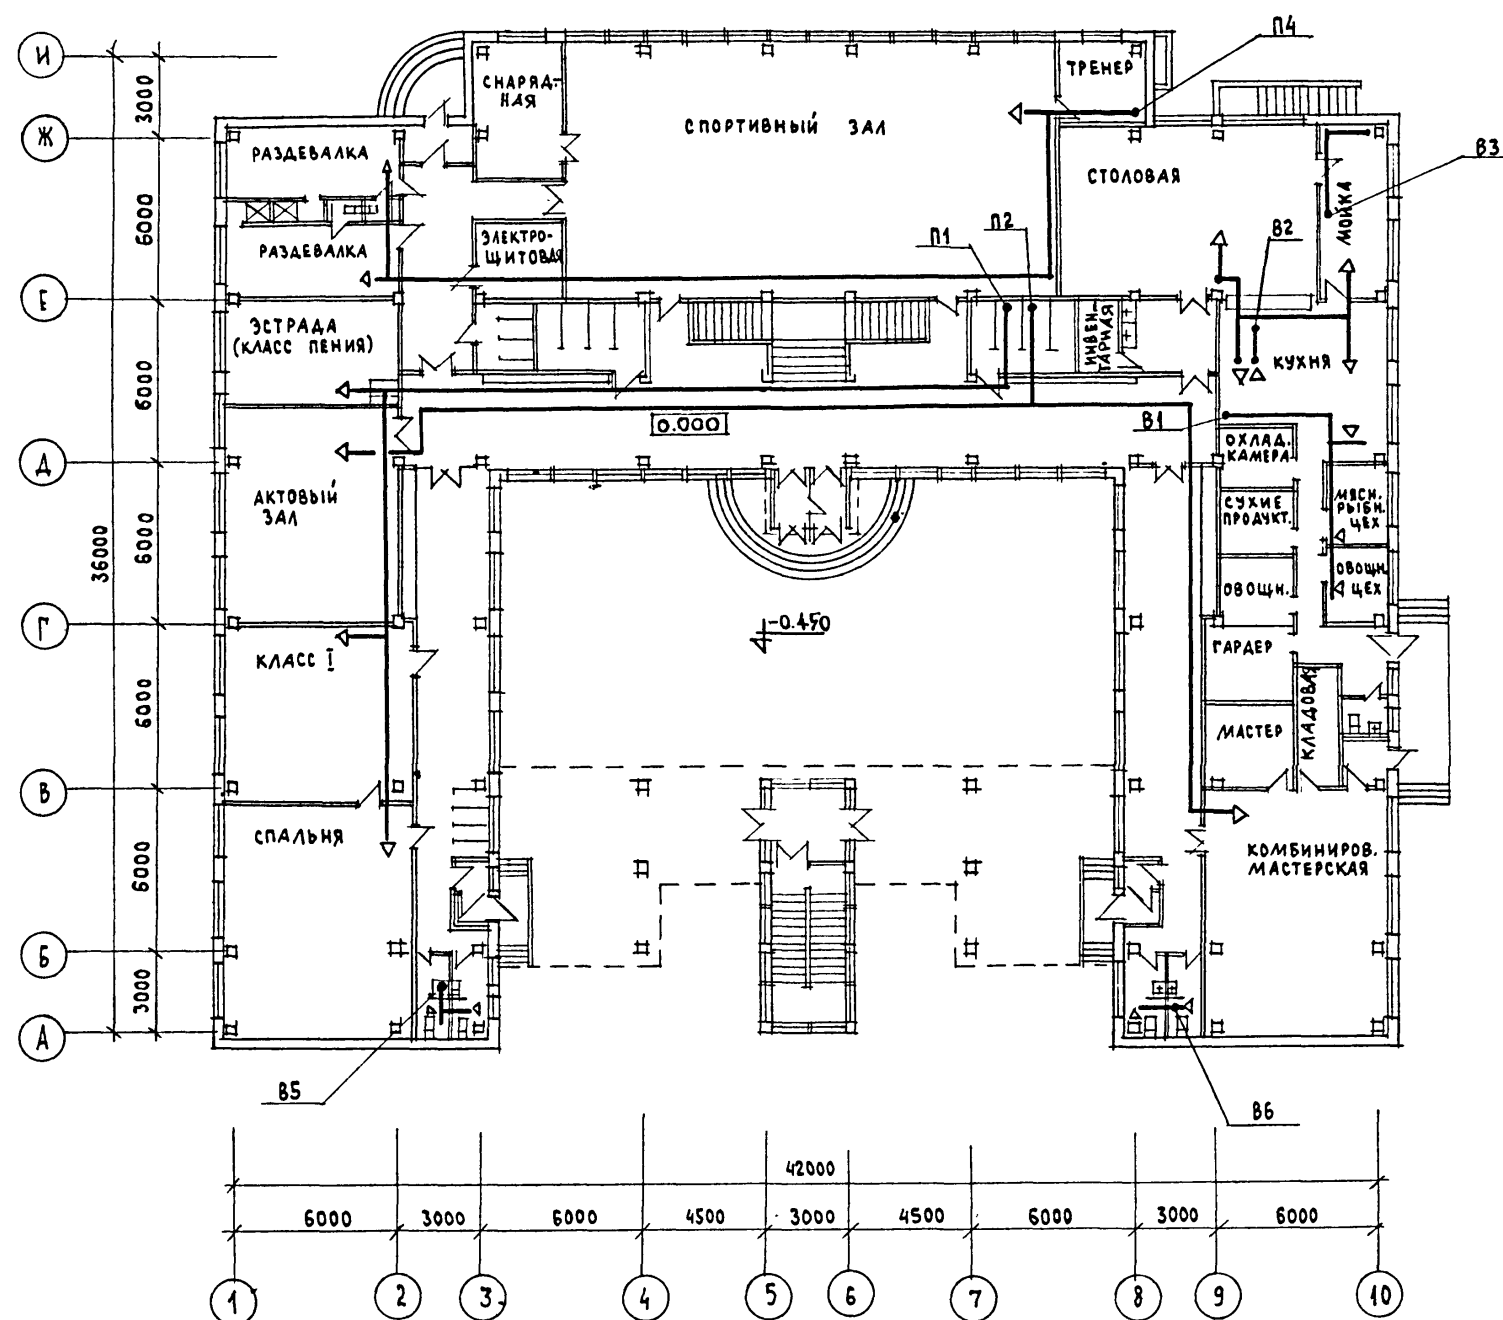 П4
И
СНАРЯД-
НАЯ
ТРЕНЕР
3000
Ж
СПОРТИВНЫЙ ЗАЛ
РАЗДЕВАЛКА
СТОЛОВАЯ
В3
МОЙКА
6000
П1
П2
В2
ЭЛЕКТРО-
ЩИТОВАЯ
РАЗДЕВАЛКА
Е
ЭСТРАДА
(КЛАСС ПЕНИЯ)
ИНВЕН-
ТАРНАЯ
КУХНЯ
6000
0.000
В1
ОХЛАД.
КАМЕРА
Д
АКТОВЫЙ
ЗАЛ
СУХИЕ
ПРОДУКТ.
МЯСН.
РЫБН.
ЦЕХ
36000
6000
ОВОЩН.
ОВОЩН.
ЦЕХ
Г
-0.450
КЛАСС I
ГАРДЕР
КЛАДОВАЯ
6000
МАСТЕР
В
СПАЛЬНЯ
КОМБИНИРОВ.
МАСТЕРСКАЯ
6000
Б
3000
А
В5
В6
42000
6000
3000
6000
4500
3000
4500
6000
3000
6000
1
2
3
4
5
6
7
8
9
10